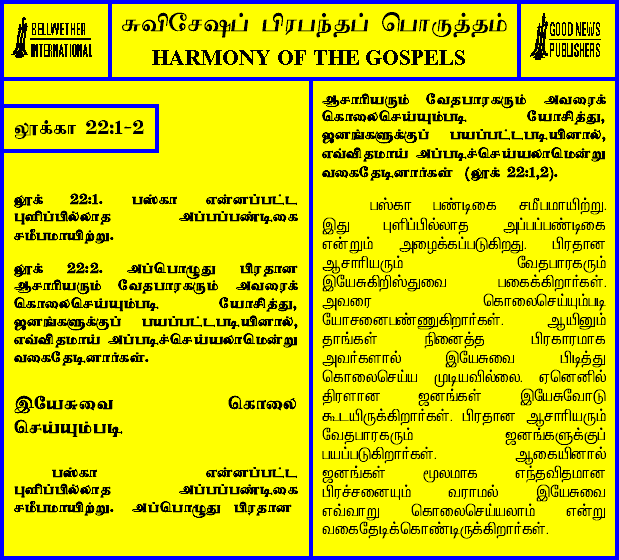 BELLWETHER
INTERNATIONAL
சுவிசேஷப் பிரபந்தப் பொருத்தம்
HARMONY OF THE GOSPELS
GOOD NEWS
PUBLISHERS
லூக்கா 22:1-2
லூக் 22:1. பஸ்கா என்னப்பட்ட
புளிப்பில்லாத அப்பப்பண்டிகை
சமீபமாயிற்று.
லூக் 22:2. அப்பொழுது பிரதான
ஆசாரியரும் வேதபாரகரும் அவரைக்
கொலைசெய்யும்படி யோசித்து,
ஜனங்களுக்குப் பயப்பட்டபடியினால்,
எவ்விதமாய் அப்படிச்செய்யலாமென்று
வகைதேடினார்கள்.
இயேசுவை கொலை
செய்யும்படி
பஸ்கா என்னப்பட்ட
புளிப்பில்லாத அப்பப்பண்டிகை
சமீபமாயிற்று. அப்பொழுது பிரதான
ஆசாரியரும் வேதபாரகரும் அவரைக்
கொலைசெய்யும்படி யோசித்து,
ஜனங்களுக்குப் பயப்பட்டபடியினால்,
எவ்விதமாய் அப்படிச்செய்யலாமென்று
வகைதேடினார்கள் (லூக் 22:1,2).
பஸ்கா பண்டிகை சமீபமாயிற்று.
இது புளிப்பில்லாத அப்பப்பண்டிகை
என்றும் அழைக்கப்படுகிறது. பிரதான
ஆசாரியரும் வேதபாரகரும்
இயேசுகிறிஸ்துவை பகைக்கிறார்கள்.
அவரை கொலைசெய்யும்படி
யோசனைபண்ணுகிறார்கள். ஆயினும்
தாங்கள் நினைத்த பிரகாரமாக
அவர்களால் இயேசுவை பிடித்து
கொலைசெய்ய முடியவில்லை. ஏனெனில்
திரளான ஜனங்கள் இயேசுவோடு
கூடயிருக்கிறார்கள். பிரதான ஆசாரியரும்
வேதபாரகரும் ஜனங்களுக்குப்
பயப்படுகிறார்கள். ஆகையினால்
ஜனங்கள் மூலமாக எந்தவிதமான
பிரச்சனையும் வராமல் இயேசுவை
எவ்வாறு கொலைசெய்யலாம் என்று
வகைதேடிக்கொண்டிருக்கிறார்கள்.